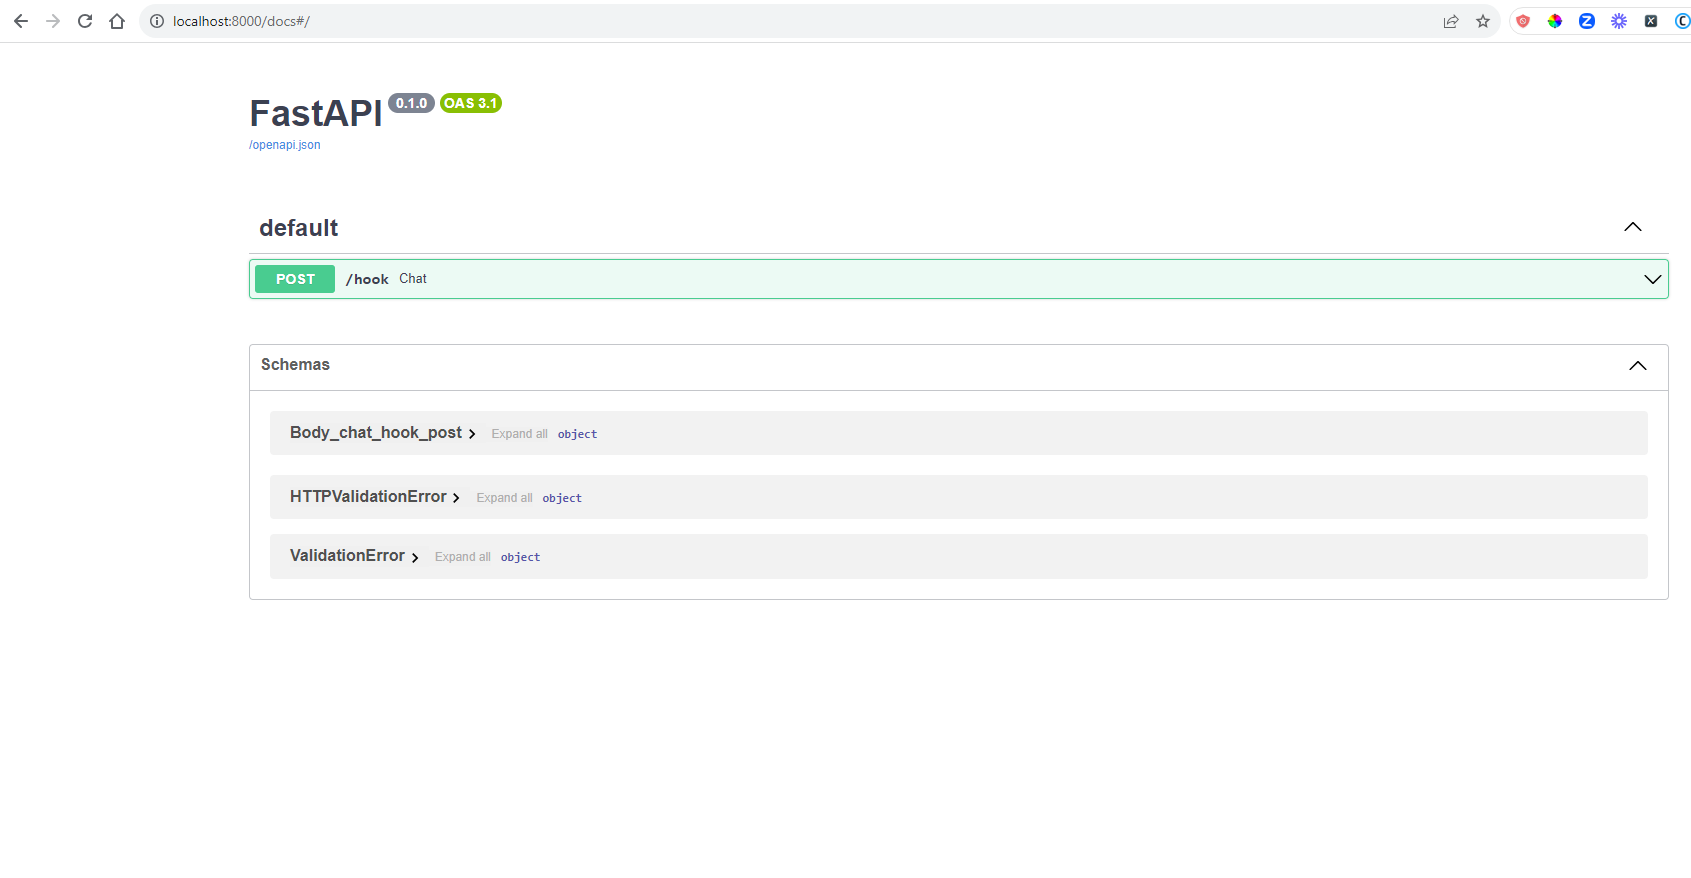 localhost:8000/docs#/
FastAPI 0.1.0 OAS 3.1
/openapi.json
default
POST /hook Chat
Schemas
Body_chat_hook_post Expand all object
HTTPValidationError Expand all object
ValidationError Expand all object